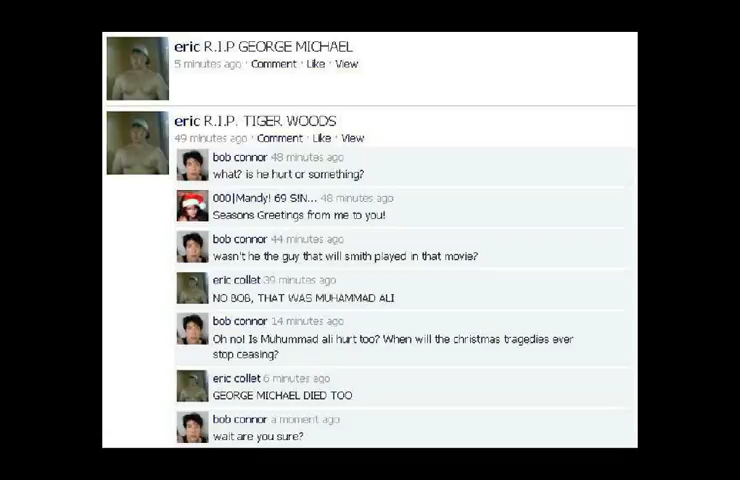 eric R.I.P GEORGE MICHAEL
5 minutes ago · Comment · Like · View
eric R.I.P. TIGER WOODS
49 minutes ago · Comment · Like · View
bob connor 48 minutes ago
what? is he hurt or something?
000|Mandy! 69 S!N... 48 minutes ago
Seasons Greetings from me to you!
bob connor 44 minutes ago
wasn't he the guy that will smith played in that movie?
eric collet 39 minutes ago
NO BOB, THAT WAS MUHAMMAD ALI
bob connor 14 minutes ago
Oh no! Is Muhummad ali hurt too? When will the christmas tragedies ever
stop ceasing?
eric collet 6 minutes ago
GEORGE MICHAEL DIED TOO
bob connor a moment ago
wait are you sure?